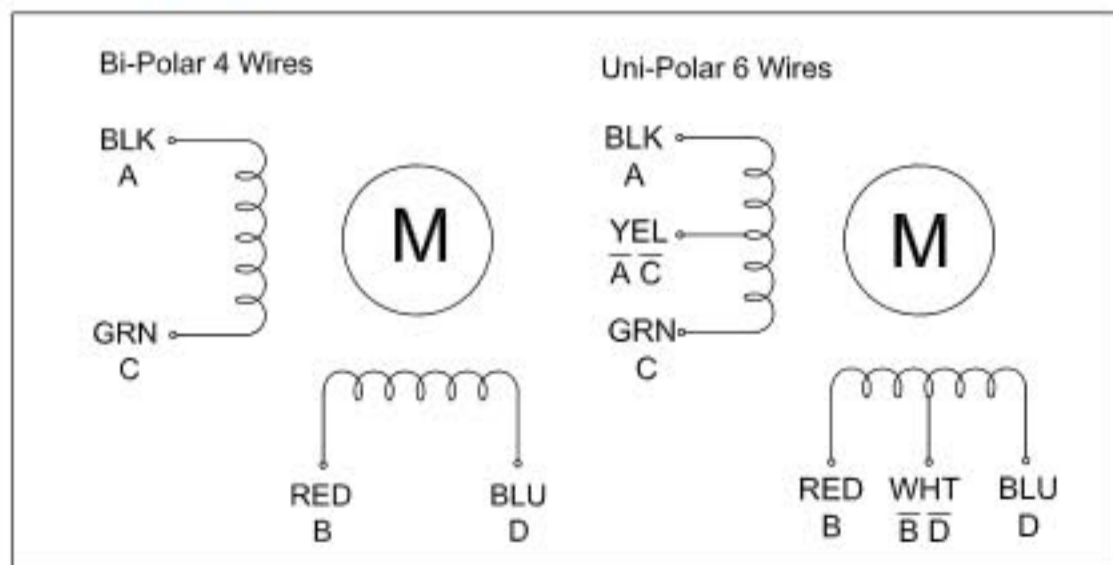 Bi-Polar 4 Wires
BLK
A
M
GRN
C
RED
B
BLU
D
Uni-Polar 6 Wires
BLK
A
YEL
A̅ C̅
M
GRN
C
RED
B
WHT
B̅ D̅
BLU
D